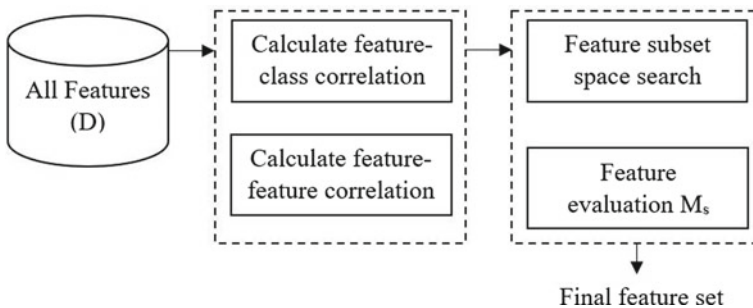 All Features
(D)
Calculate feature-
class correlation
Calculate feature-
feature correlation
Feature subset
space search
Feature
evaluation Mₛ
Final feature set